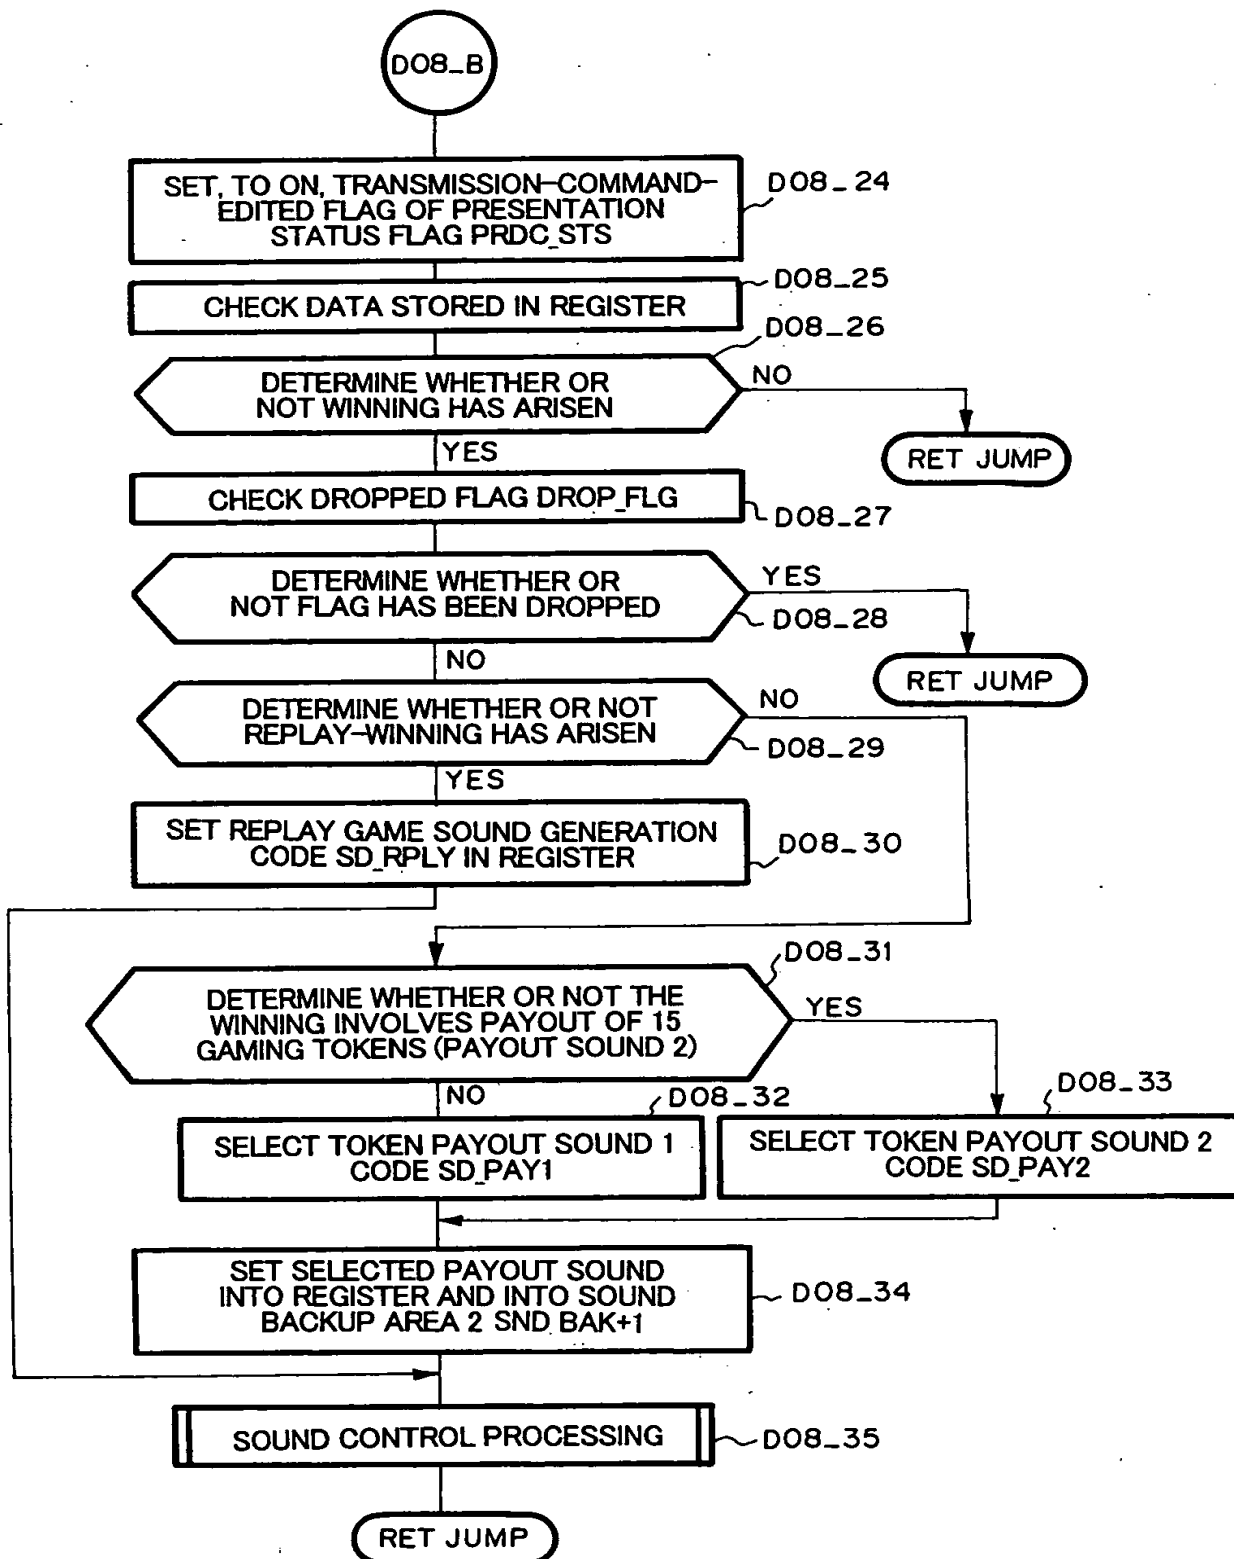 D08_B
SET, TO ON, TRANSMISSION-COMMAND-
EDITED FLAG OF PRESENTATION
STATUS FLAG PRDC_STS
D08_24
D08_25
CHECK DATA STORED IN REGISTER
D08_26
DETERMINE WHETHER OR
NOT WINNING HAS ARISEN
NO
RET JUMP
YES
CHECK DROPPED FLAG DROP_FLG
D08_27
DETERMINE WHETHER OR
NOT FLAG HAS BEEN DROPPED
YES
D08_28
RET JUMP
NO
DETERMINE WHETHER OR NOT
REPLAY-WINNING HAS ARISEN
NO
D08_29
YES
SET REPLAY GAME SOUND GENERATION
CODE SD_RPLY IN REGISTER
D08_30
D08_31
DETERMINE WHETHER OR NOT THE
WINNING INVOLVES PAYOUT OF 15
GAMING TOKENS (PAYOUT SOUND 2)
YES
NO
D08_32
D08_33
SELECT TOKEN PAYOUT SOUND 1
CODE SD_PAY1
SELECT TOKEN PAYOUT SOUND 2
CODE SD_PAY2
SET SELECTED PAYOUT SOUND
INTO REGISTER AND INTO SOUND
BACKUP AREA 2 SND BAK+1
D08_34
SOUND CONTROL PROCESSING
D08_35
RET JUMP